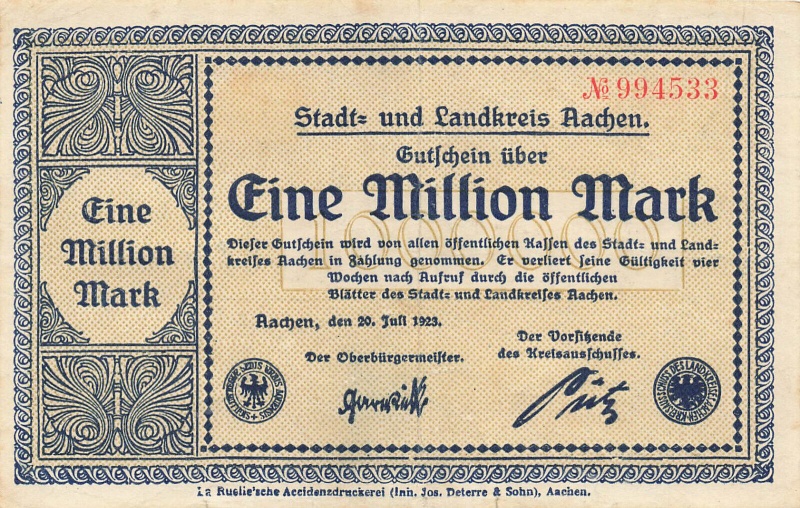 № 994533
Stadt- und Landkreis Aachen.
Gutschein über
Eine Million Mark
1000000
Dieser Gutschein wird von allen öffentlichen Kassen des Stadt- und Land-
kreises Aachen in Zahlung genommen. Er verliert seine Gültigkeit vier
Wochen nach Aufruf durch die öffentlichen
Blätter des Stadt- und Landkreises Aachen.
Aachen, den 20. Juli 1923.
Der Oberbürgermeister.
Der Vorsitzende
des Kreisausschusses.
Eine
Million
Mark
La Ruelle'sche Accidenzdruckerei (Inh. Jos. Deterre & Sohn), Aachen.